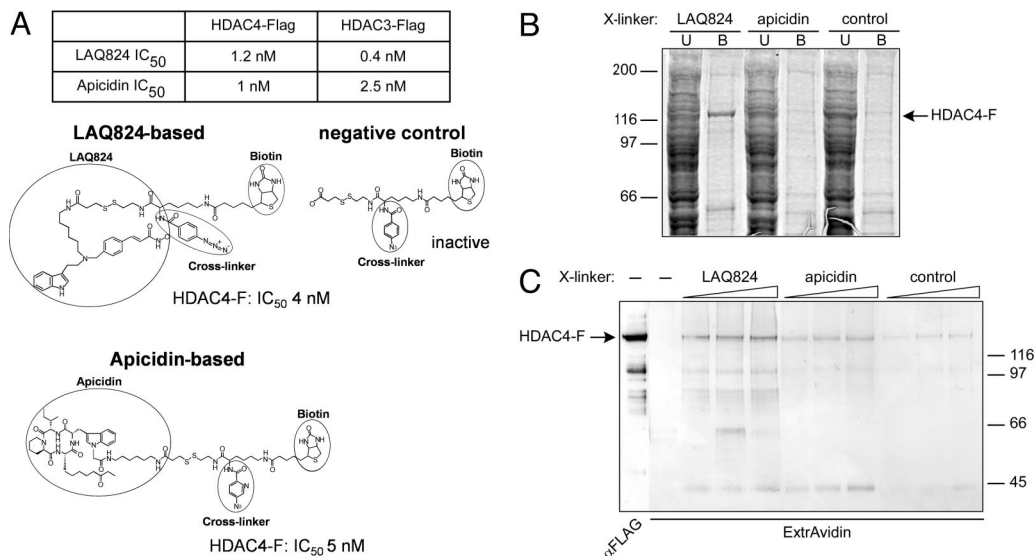 A
HDAC4-Flag HDAC3-Flag
LAQ824 IC50 1.2 nM 0.4 nM
Apicidin IC50 1 nM 2.5 nM
LAQ824-based
LAQ824
Biotin
Cross-linker
HDAC4-F: IC50 4 nM
negative control
Biotin
inactive
Cross-linker
Apicidin-based
Apicidin
Biotin
Cross-linker
HDAC4-F: IC50 5 nM
B
X-linker: LAQ824 apicidin control
U B U B U B
200
116
97
66
HDAC4-F
C
X-linker: – – LAQ824 apicidin control
HDAC4-F
116
97
66
45
αFLAG
ExtrAvidin